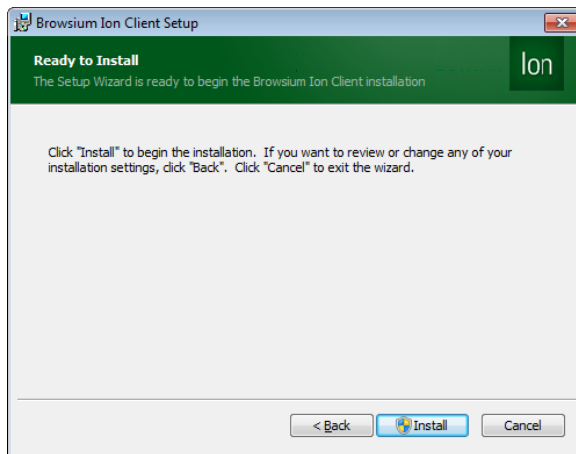 Browsium Ion Client Setup
Ready to Install
The Setup Wizard is ready to begin the Browsium Ion Client installation
Ion
Click "Install" to begin the installation. If you want to review or change any of your
installation settings, click "Back". Click "Cancel" to exit the wizard.
< Back
Install
Cancel